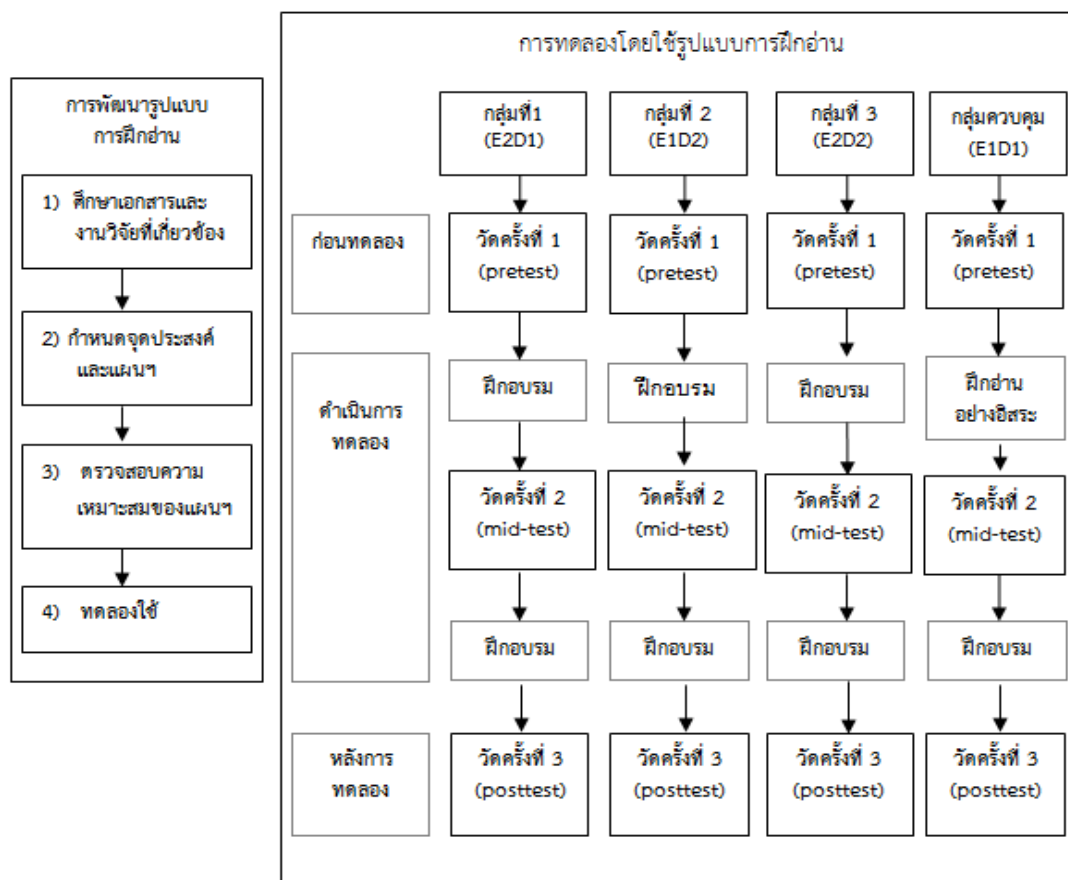 การพัฒนารูปแบบ
การฝึกอ่าน
1) ศึกษาเอกสารและ
งานวิจัยที่เกี่ยวข้อง
2) กำหนดจุดประสงค์
และแผนฯ
3) ตรวจสอบความ
เหมาะสมของแผนฯ
4) ทดลองใช้
การทดลองโดยใช้รูปแบบการฝึกอ่าน
กลุ่มที่1
(E2D1)
กลุ่มที่ 2
(E1D2)
กลุ่มที่ 3
(E2D2)
กลุ่มควบคุม
(E1D1)
ก่อนทดลอง
วัดครั้งที่ 1
(pretest)
วัดครั้งที่ 1
(pretest)
วัดครั้งที่ 1
(pretest)
วัดครั้งที่ 1
(pretest)
ดำเนินการ
ทดลอง
ฝึกอบรม
ฝึกอบรม
ฝึกอบรม
ฝึกอ่าน
อย่างอิสระ
วัดครั้งที่ 2
(mid-test)
วัดครั้งที่ 2
(mid-test)
วัดครั้งที่ 2
(mid-test)
วัดครั้งที่ 2
(mid-test)
ฝึกอบรม
ฝึกอบรม
ฝึกอบรม
ฝึกอบรม
หลังการ
ทดลอง
วัดครั้งที่ 3
(posttest)
วัดครั้งที่ 3
(posttest)
วัดครั้งที่ 3
(posttest)
วัดครั้งที่ 3
(posttest)